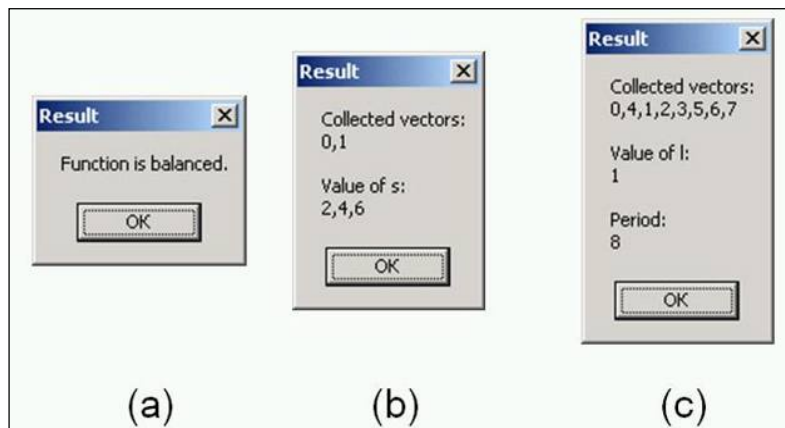 Result
Function is balanced.
OK
(a)
Result
Collected vectors:
0,1
Value of s:
2,4,6
OK
(b)
Result
Collected vectors:
0,4,1,2,3,5,6,7
Value of l:
1
Period:
8
OK
(c)